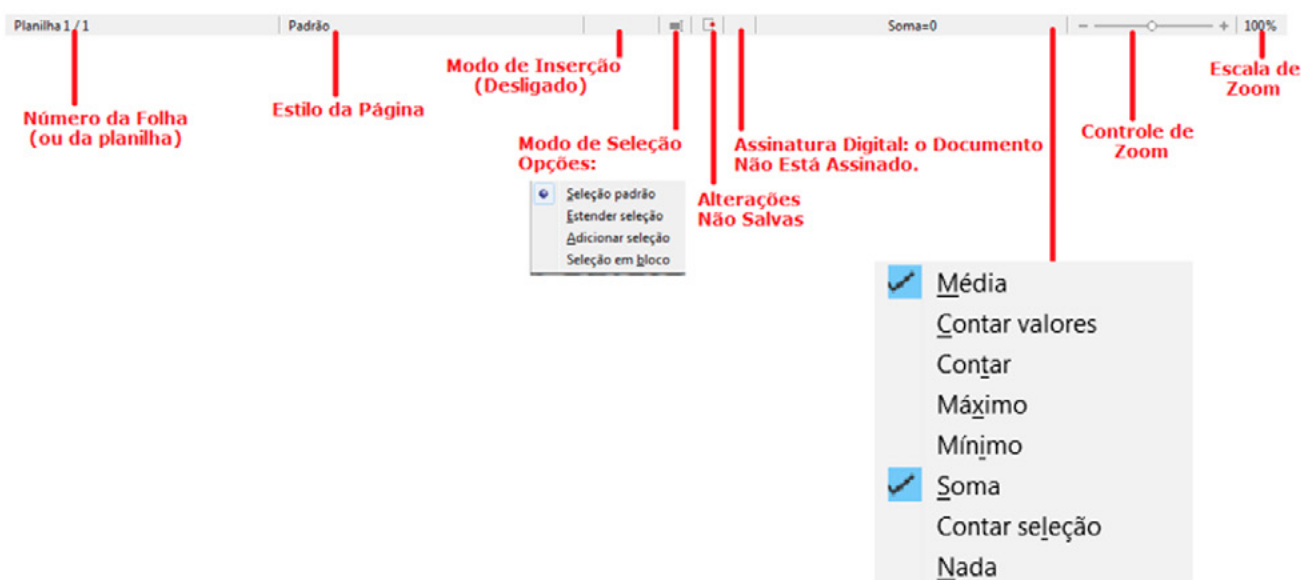 Planilha 1 / 1
Padrão
Soma=0
100%
Número da Folha
(ou da planilha)
Estilo da Página
Modo de Inserção
(Desligado)
Modo de Seleção
Opções:
Seleção padrão
Estender seleção
Adicionar seleção
Seleção em bloco
Alterações
Não Salvas
Assinatura Digital: o Documento
Não Está Assinado.
Controle de
Zoom
Escala de
Zoom
Média
Contar valores
Contar
Máximo
Mínimo
Soma
Contar seleção
Nada